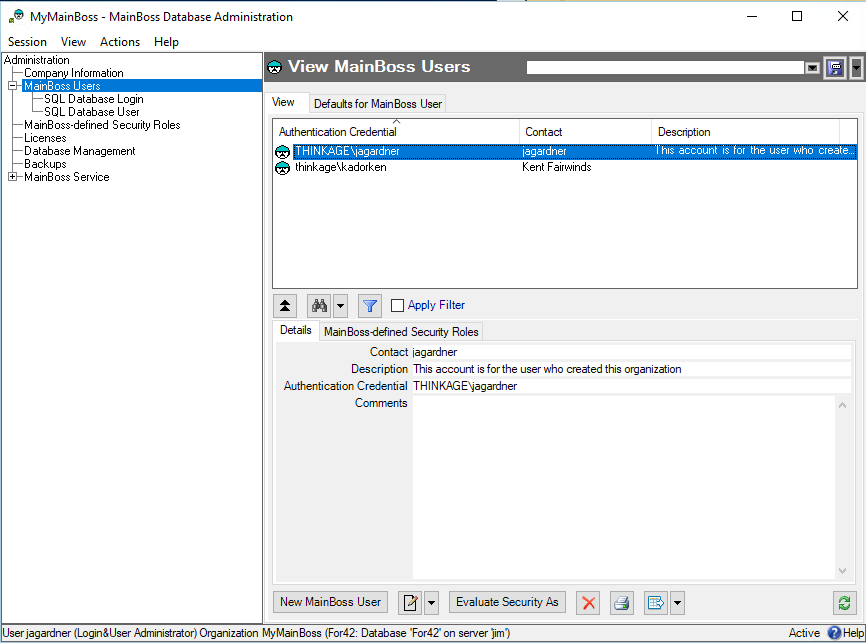 MyMainBoss - MainBoss Database Administration
Session View Actions Help
Administration
Company Information
MainBoss Users
SQL Database Login
SQL Database User
MainBoss-defined Security Roles
Licenses
Database Management
Backups
MainBoss Service
View MainBoss Users
View Defaults for MainBoss User
Authentication Credential Contact Description
THINKAGE\jagardner jagardner This account is for the user who create...
thinkage\kadorken Kent Fairwinds
Apply Filter
Details MainBoss-defined Security Roles
Contact jagardner
Description This account is for the user who created this organization
Authentication Credential THINKAGE\jagardner
Comments
New MainBoss User Evaluate Security As
User jagardner (Login&User Administrator) Organization MyMainBoss (For42: Database 'For42' on server 'jim') Active Help